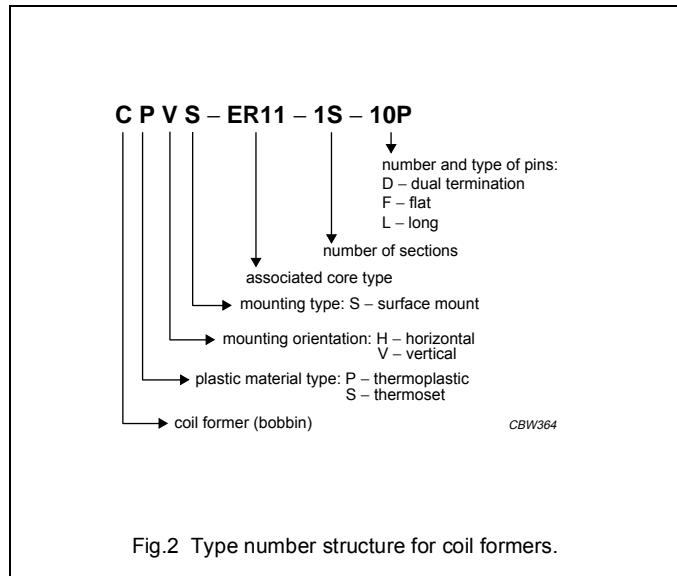 C P V S – ER11 – 1S – 10P
number and type of pins:
D – dual termination
F – flat
L – long
number of sections
associated core type
mounting type: S – surface mount
mounting orientation: H – horizontal
V – vertical
plastic material type: P – thermoplastic
S – thermoset
coil former (bobbin)
CBW364
Fig.2 Type number structure for coil formers.